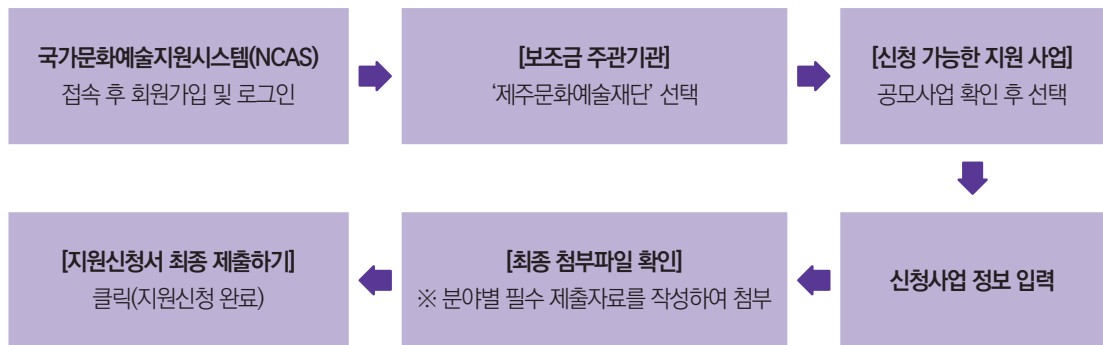 국가문화예술지원시스템(NCAS)
접속 후 회원가입 및 로그인
[보조금 주관기관]
‘제주문화예술재단’ 선택
[신청 가능한 지원 사업]
공모사업 확인 후 선택
신청사업 정보 입력
[최종 첨부파일 확인]
※ 분야별 필수 제출자료를 작성하여 첨부
[지원신청서 최종 제출하기]
클릭(지원신청 완료)